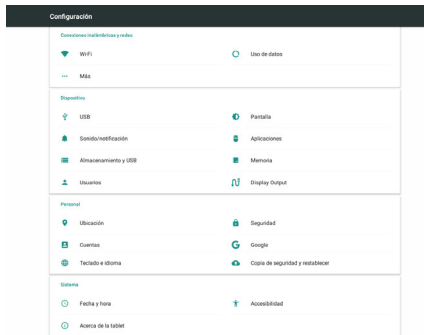 Configuración
Conexiones inalámbricas y redes
Wi-Fi
Uso de datos
Más
Dispositivo
USB
Pantalla
Sonido/notificación
Aplicaciones
Almacenamiento y USB
Memoria
Usuarios
Display Output
Personal
Ubicación
Seguridad
Cuentas
Google
Teclado e idioma
Copia de seguridad y restablecer
Sistema
Fecha y hora
Accesibilidad
Acerca de la tablet